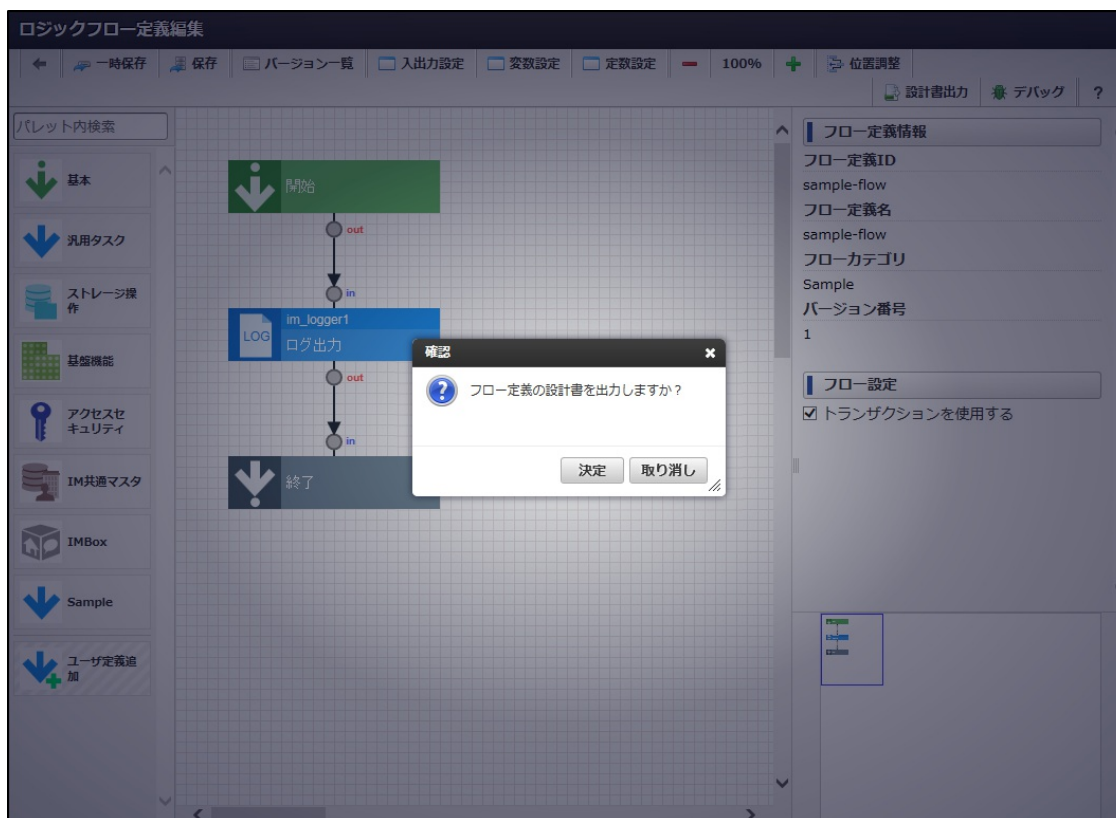 ロジックフロー定義編集
一時保存 保存 バージョン一覧 入出力設定 変数設定 定数設定 100% 位置調整
設計書出力 デバッグ ?
パレット内検索
基本
汎用タスク
ストレージ操
作
基盤機能
アクセスセ
キュリティ
IM共通マスタ
IMBox
Sample
ユーザ定義追
加
開始
out
in
im_logger1
LOG
ログ出力
out
in
終了
確認
フロー定義の設計書を出力しますか？
決定 取り消し
フロー定義情報
フロー定義ID
sample-flow
フロー定義名
sample-flow
フローカテゴリ
Sample
バージョン番号
1
フロー設定
トランザクションを使用する